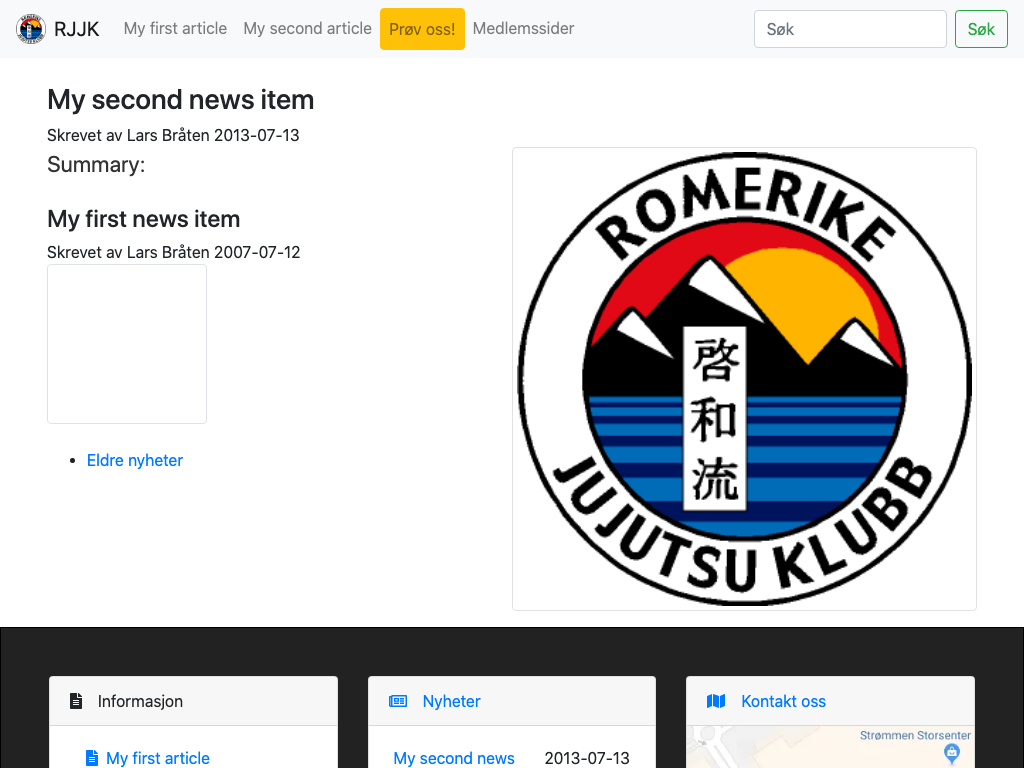 RJJK My first article My second article Prøv oss! Medlemssider Søk Søk
My second news item
Skrevet av Lars Bråten 2013-07-13
Summary:
My first news item
Skrevet av Lars Bråten 2007-07-12
Eldre nyheter
ROMERIKE
啓
和
流
JUJUTSU KLUBB
Informasjon
My first article
Nyheter
My second news 2013-07-13
Kontakt oss
Strømmen Storsenter